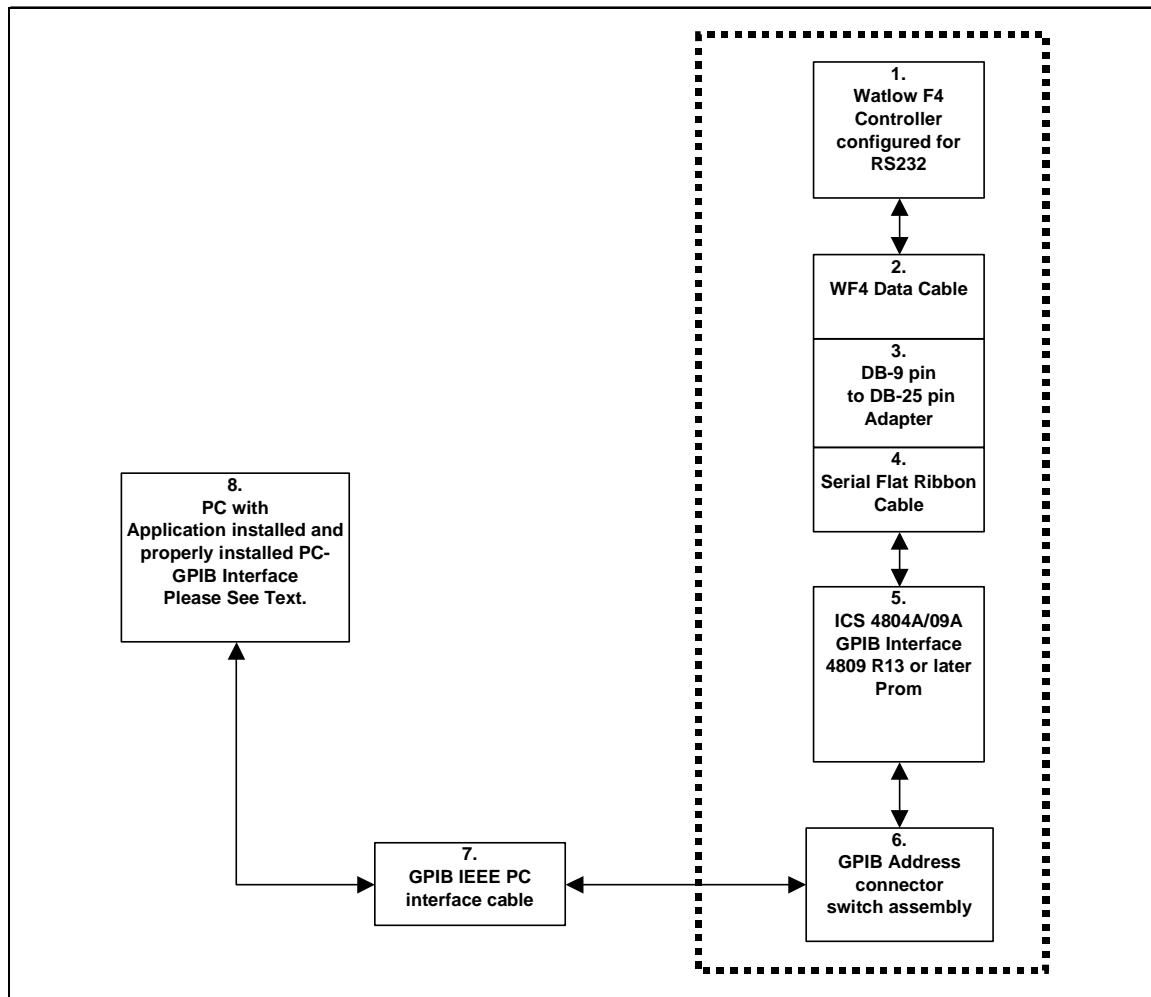 1.
Watlow F4
Controller
configured for
RS232
2.
WF4 Data Cable
3.
DB-9 pin
to DB-25 pin
Adapter
4.
Serial Flat Ribbon
Cable
5.
ICS 4804A/09A
GPIB Interface
4809 R13 or later
Prom
6.
GPIB Address
connector
switch assembly
7.
GPIB IEEE PC
interface cable
8.
PC with
Application installed and
properly installed PC-
GPIB Interface
Please See Text.